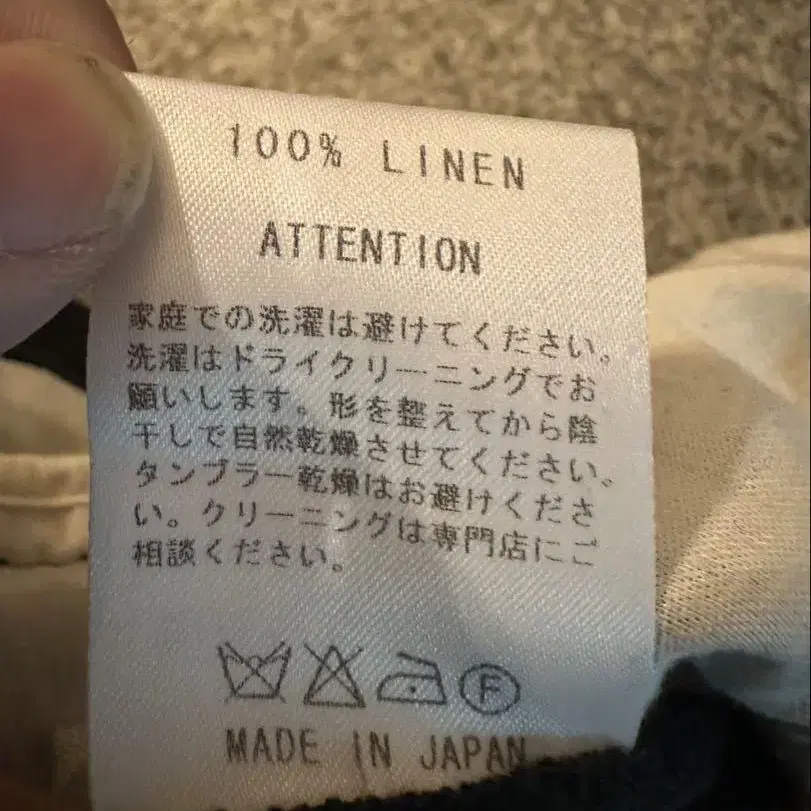 100% LINEN
ATTENTION
家庭での洗濯は避けてください。
洗濯はドライクリーニングでお
願いします。形を整えてから陰
干しで自然乾燥させてください。
タンブラー乾燥はお避けくださ
い。クリーニングは専門店にご
相談ください。
F
MADE IN JAPAN